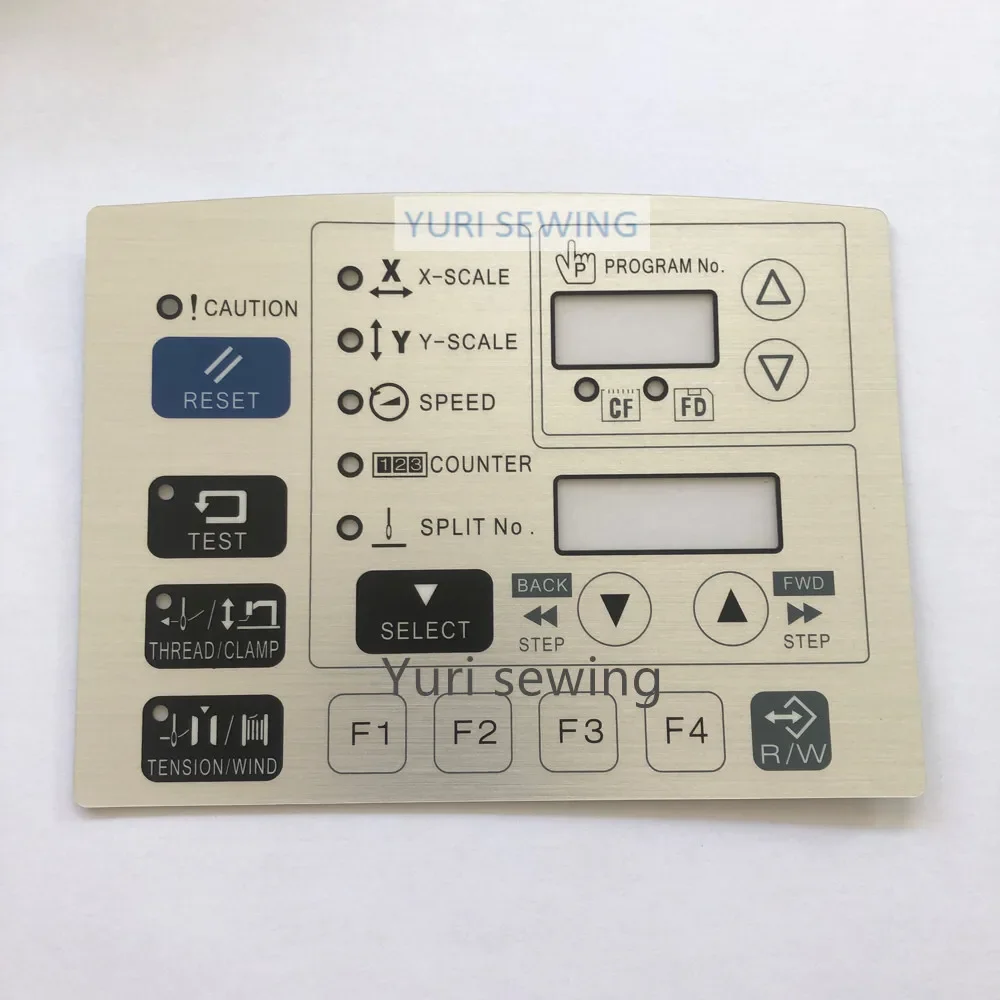 YURI SEWING
P PROGRAM No.
X X-SCALE
! CAUTION
Y Y-SCALE
RESET
SPEED
CF FD
123 COUNTER
TEST
SPLIT No.
BACK
STEP
FWD
STEP
SELECT
THREAD/CLAMP
Yuri sewing
F1 F2 F3 F4
R/W
TENSION/WIND